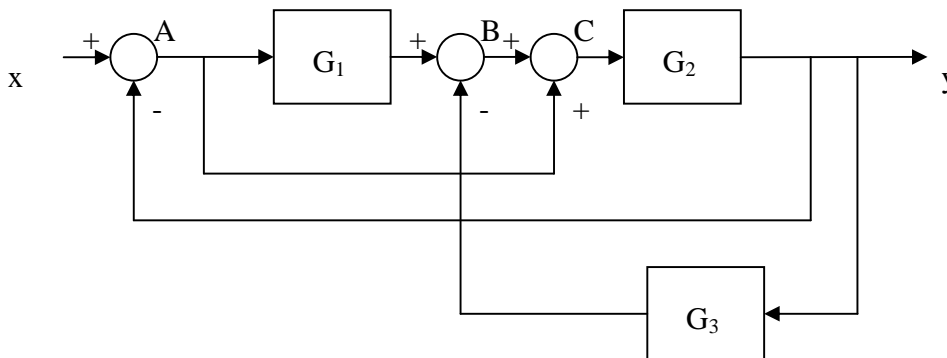 + A + B + C
G₁ G₂
x y
- - +
G₃